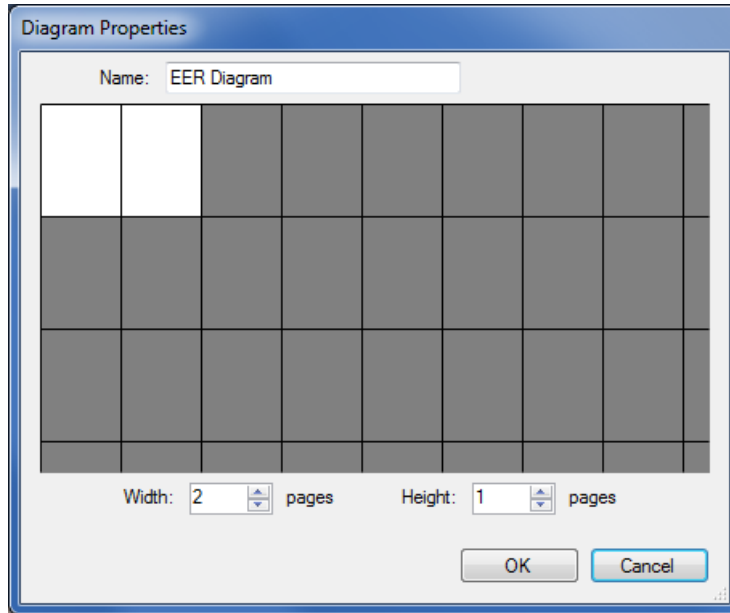 Diagram Properties
Name: EER Diagram
Width: 2 pages Height: 1 pages
OK Cancel